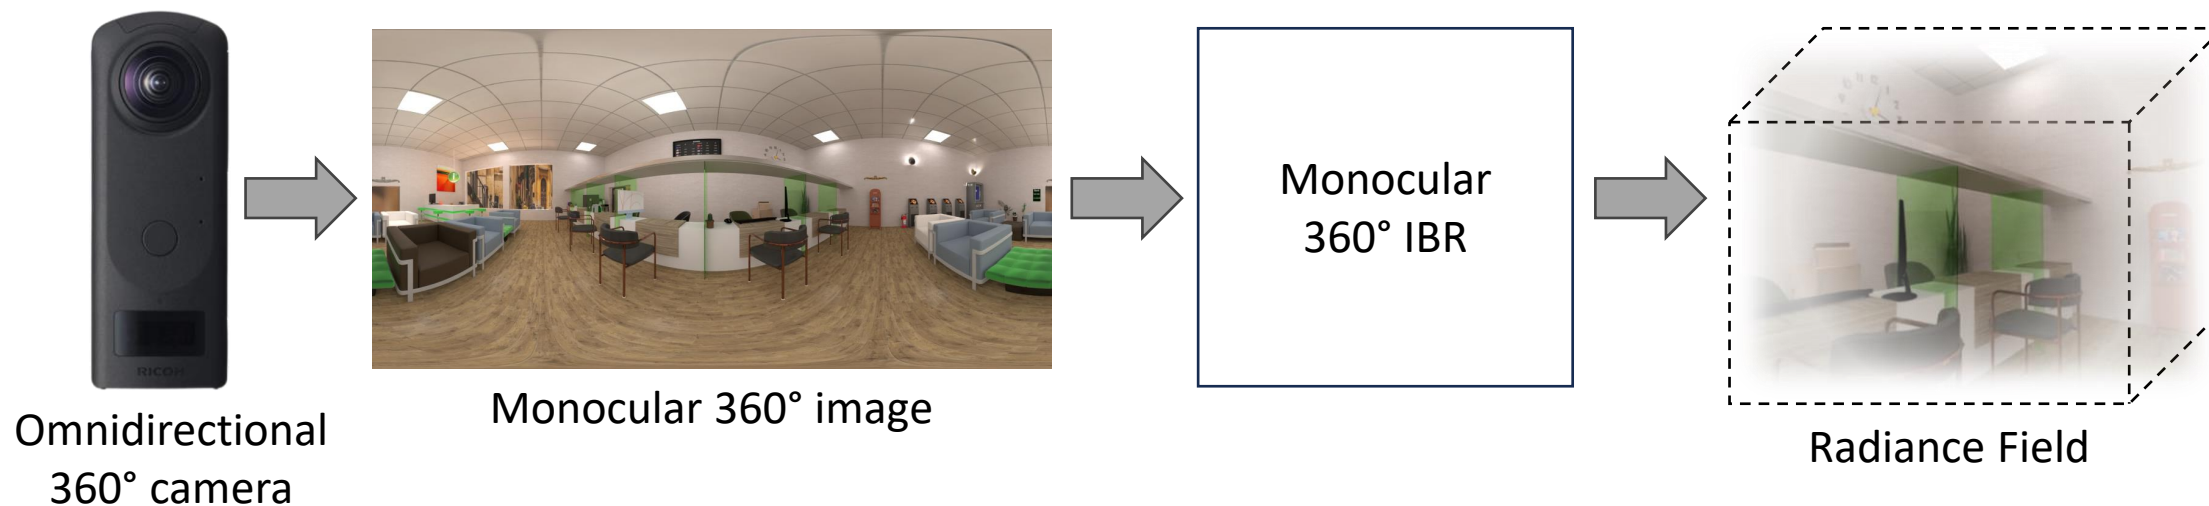 RICOH
Omnidirectional
360° camera
Monocular 360° image
Monocular
360° IBR
Radiance Field